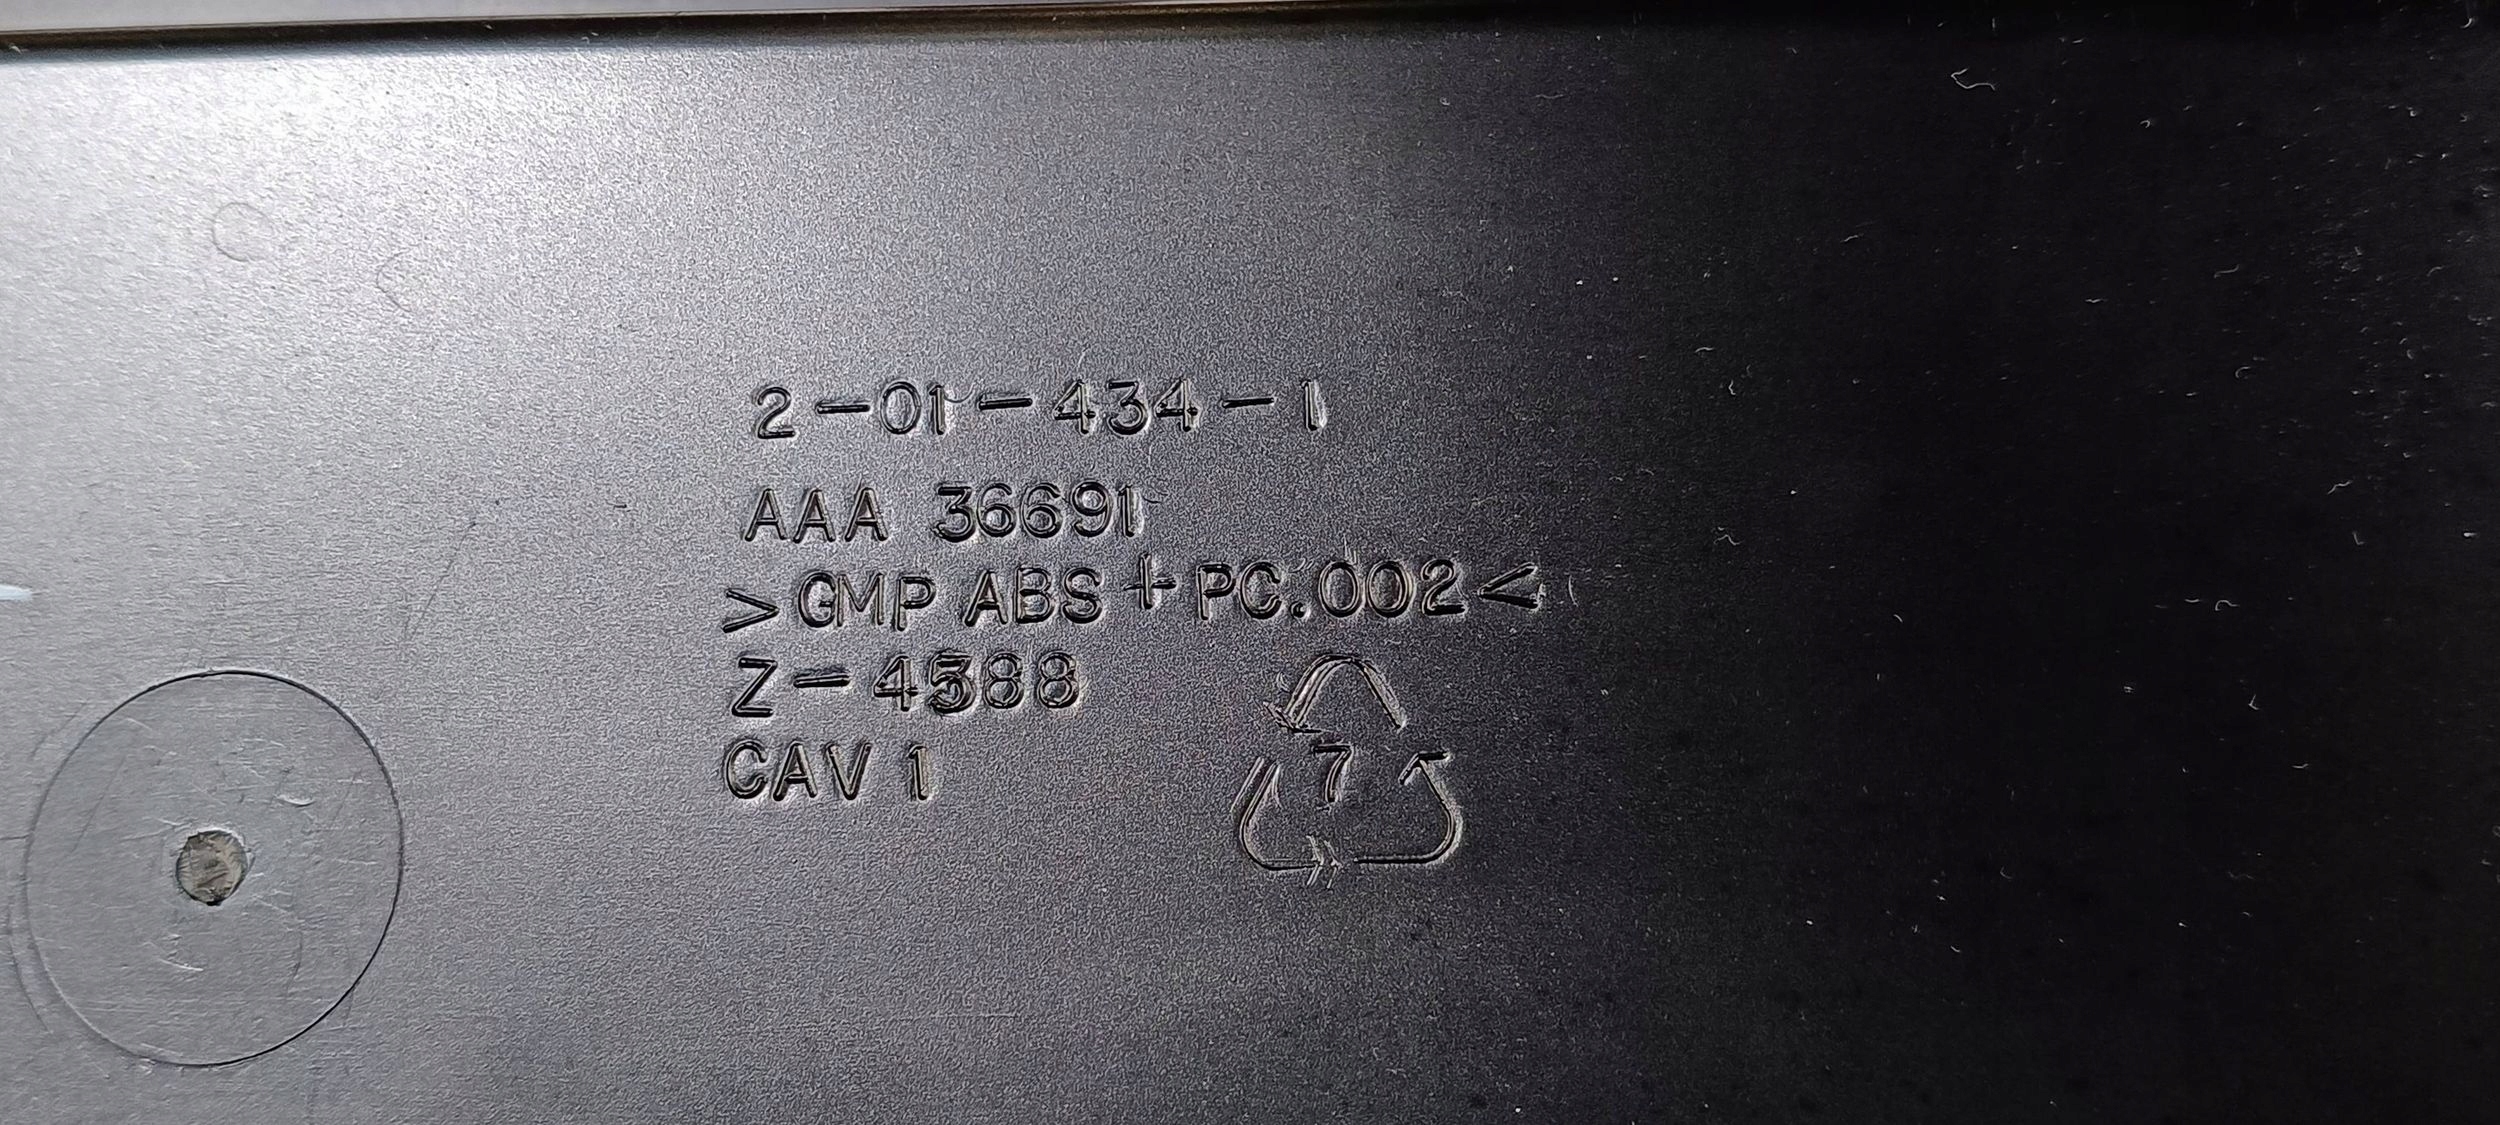 2-01-434-1
AAA 36691
>GMP ABS+PC.002<
Z-4588
CAV 1
7